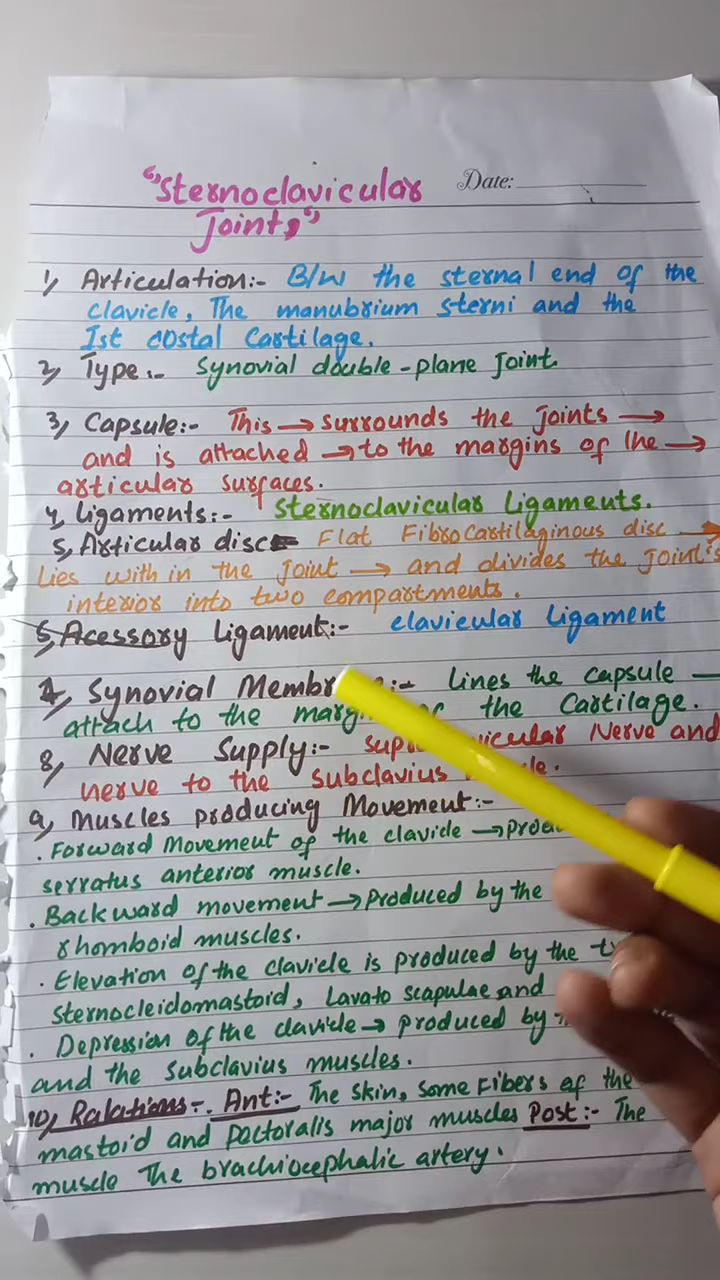 "Sternoclavicular
Joint,"
Date:
1, Articulation:- B/W the sternal end of the
clavicle, The manubrium sterni and the
Ist costal Cartilage.
2, Type:- Synovial double-plane Joint.
3, Capsule:- This → surrounds the Joints →
and is attached → to the margins of the →
articular surfaces.
4, Ligaments:- Sternoclavicular Ligaments.
5, Articular disc Flat FibroCartilaginous disc →
Lies with in the Joint → and divides the Joint's
interior into two compartments.
5, Acessory Ligament:- clavicular Ligament
7, Synovial :- Lines the capsule —
attach to the the Cartilage.
8, Nerve Supply:- Nerve and
nerve to the subclavius
9, Muscles producing Movement:-
. Forward Movement of the clavicle →
serratus anterior muscle.
. Backward movement → Produced by the
rhomboid muscles.
. Elevation of the clavicle is produced by the
Sternocleidomastoid, Lavato scapulae and
. Depression of the clavicle → produced by
and the subclavius muscles.
10, Ralations:-. Ant:- The skin, some Fibers of the
mastoid and Pectoralis major muscles Post:- The
muscle The brachiocephalic artery.